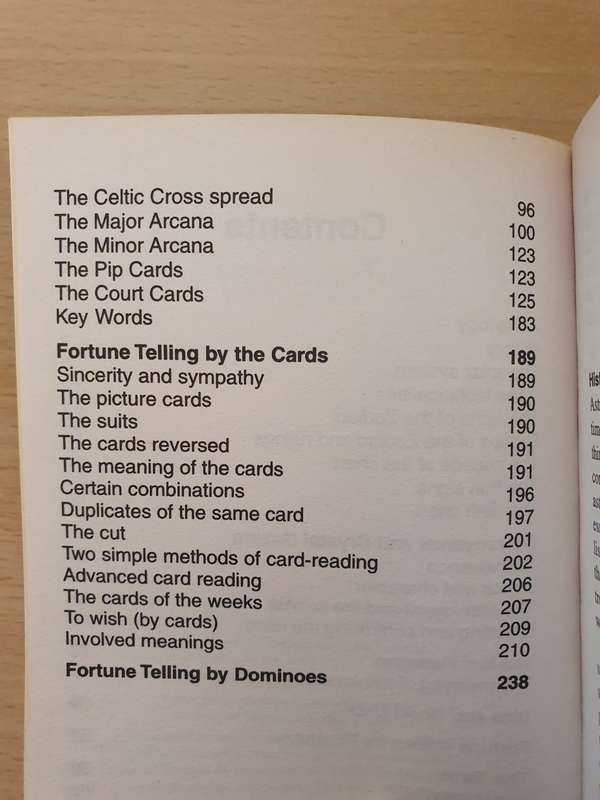 The Celtic Cross spread 96
The Major Arcana 100
The Minor Arcana 123
The Pip Cards 123
The Court Cards 125
Key Words 183
Fortune Telling by the Cards 189
Sincerity and sympathy 189
The picture cards 190
The suits 190
The cards reversed 191
The meaning of the cards 191
Certain combinations 196
Duplicates of the same card 197
The cut 201
Two simple methods of card-reading 202
Advanced card reading 206
The cards of the weeks 207
To wish (by cards) 209
Involved meanings 210
Fortune Telling by Dominoes 238